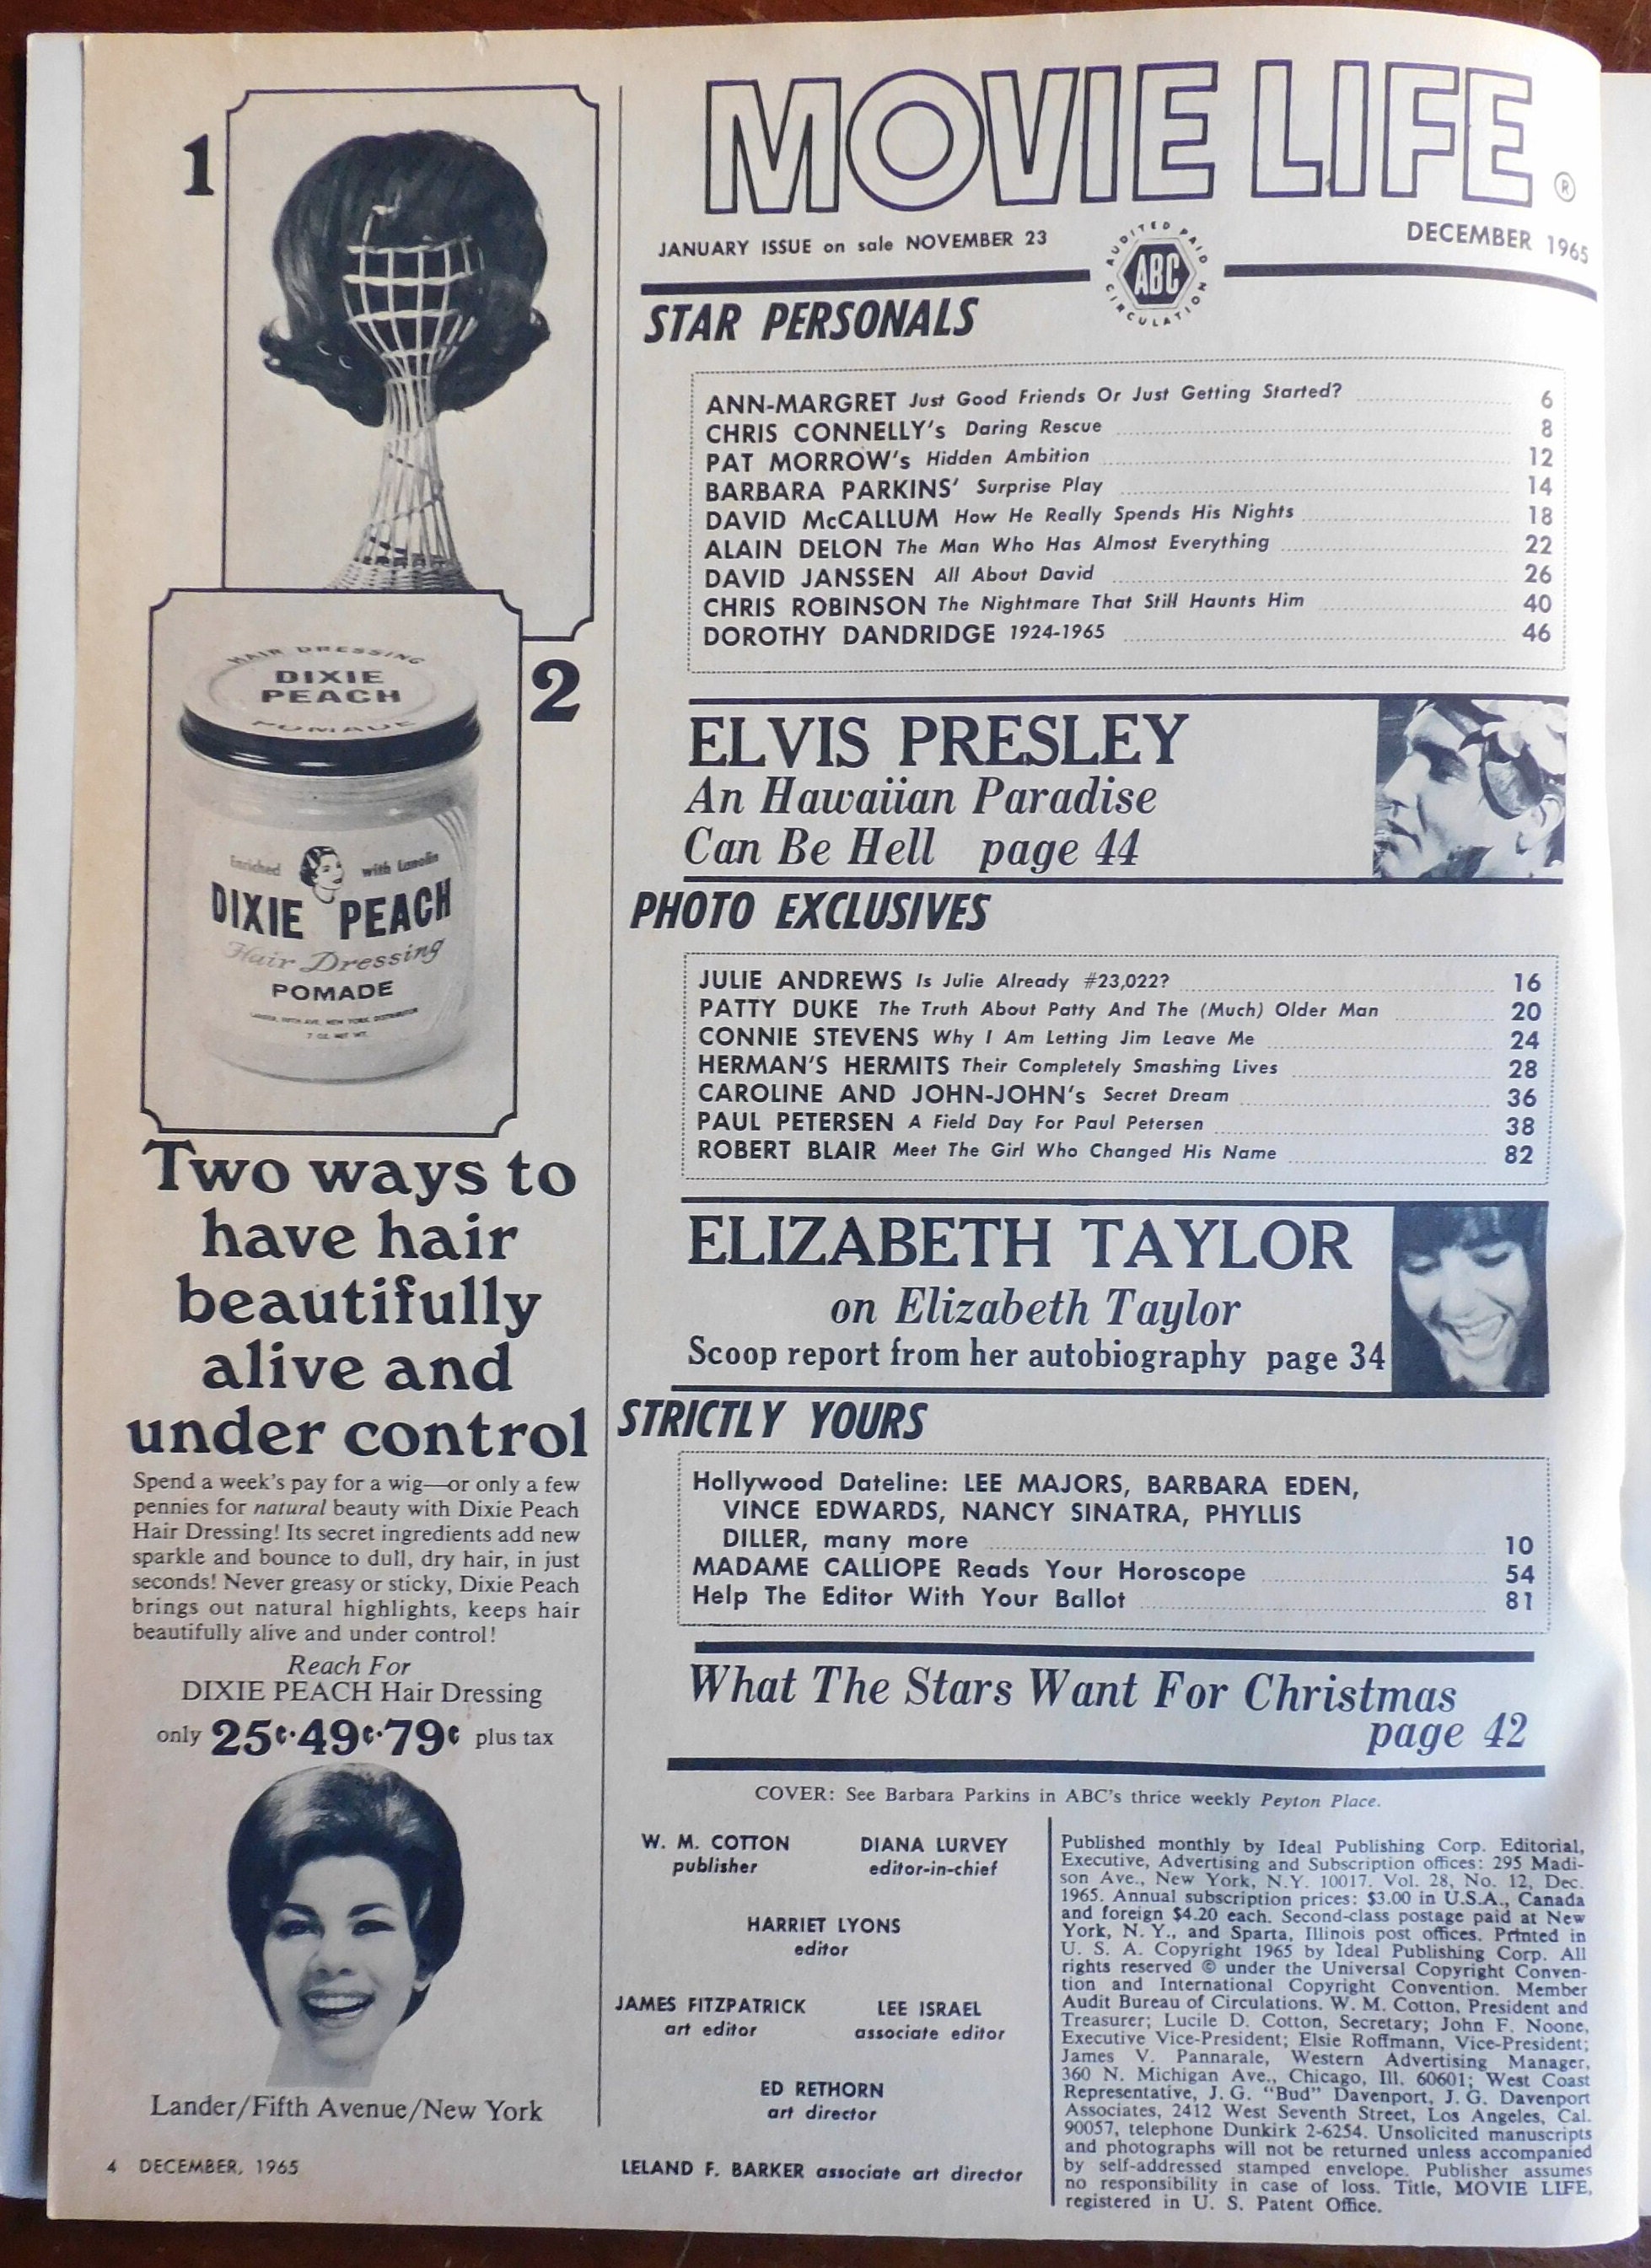 1
2
HAIR DRESSING
DIXIE
PEACH
POMADE
Enriched with Lanolin
DIXIE PEACH
Hair Dressing
POMADE
LANDER, FIFTH AVE. NEW YORK, DISTRIBUTOR
7 OZ. NET WT.
Two ways to
have hair
beautifully
alive and
under control
Spend a week's pay for a wig—or only a few
pennies for natural beauty with Dixie Peach
Hair Dressing! Its secret ingredients add new
sparkle and bounce to dull, dry hair, in just
seconds! Never greasy or sticky, Dixie Peach
brings out natural highlights, keeps hair
beautifully alive and under control!
Reach For
DIXIE PEACH Hair Dressing
only 25¢·49¢·79¢ plus tax
Lander/Fifth Avenue/New York
4 DECEMBER, 1965
MOVIE LIFE ®
JANUARY ISSUE on sale NOVEMBER 23
AUDITED PAID
ABC
CIRCULATION
DECEMBER 1965
STAR PERSONALS
ANN-MARGRET Just Good Friends Or Just Getting Started? 6
CHRIS CONNELLY's Daring Rescue 8
PAT MORROW's Hidden Ambition 12
BARBARA PARKINS' Surprise Play 14
DAVID McCALLUM How He Really Spends His Nights 18
ALAIN DELON The Man Who Has Almost Everything 22
DAVID JANSSEN All About David 26
CHRIS ROBINSON The Nightmare That Still Haunts Him 40
DOROTHY DANDRIDGE 1924-1965 46
ELVIS PRESLEY
An Hawaiian Paradise
Can Be Hell page 44
PHOTO EXCLUSIVES
JULIE ANDREWS Is Julie Already #23,022? 16
PATTY DUKE The Truth About Patty And The (Much) Older Man 20
CONNIE STEVENS Why I Am Letting Jim Leave Me 24
HERMAN'S HERMITS Their Completely Smashing Lives 28
CAROLINE AND JOHN-JOHN's Secret Dream 36
PAUL PETERSEN A Field Day For Paul Petersen 38
ROBERT BLAIR Meet The Girl Who Changed His Name 82
ELIZABETH TAYLOR
on Elizabeth Taylor
Scoop report from her autobiography page 34
STRICTLY YOURS
Hollywood Dateline: LEE MAJORS, BARBARA EDEN,
VINCE EDWARDS, NANCY SINATRA, PHYLLIS
DILLER, many more 10
MADAME CALLIOPE Reads Your Horoscope 54
Help The Editor With Your Ballot 81
What The Stars Want For Christmas
page 42
COVER: See Barbara Parkins in ABC's thrice weekly Peyton Place.
W. M. COTTON
publisher
DIANA LURVEY
editor-in-chief
HARRIET LYONS
editor
JAMES FITZPATRICK
art editor
LEE ISRAEL
associate editor
ED RETHORN
art director
LELAND F. BARKER associate art director
Published monthly by Ideal Publishing Corp. Editorial,
Executive, Advertising and Subscription offices: 295 Madi-
son Ave., New York, N.Y. 10017. Vol. 28, No. 12, Dec.
1965. Annual subscription prices: $3.00 in U.S.A., Canada
and foreign $4.20 each. Second-class postage paid at New
York, N. Y., and Sparta, Illinois post offices. Printed in
U. S. A. Copyright 1965 by Ideal Publishing Corp. All
rights reserved © under the Universal Copyright Conven-
tion and International Copyright Convention. Member
Audit Bureau of Circulations. W. M. Cotton, President and
Treasurer; Lucile D. Cotton, Secretary; John F. Noone,
Executive Vice-President; Elsie Roffmann, Vice-President;
James V. Pannarale, Western Advertising Manager,
360 N. Michigan Ave., Chicago, Ill. 60601; West Coast
Representative, J. G. "Bud" Davenport, J. G. Davenport
Associates, 2412 West Seventh Street, Los Angeles, Cal.
90057, telephone Dunkirk 2-6254. Unsolicited manuscripts
and photographs will not be returned unless accompanied
by self-addressed stamped envelope. Publisher assumes
no responsibility in case of loss. Title, MOVIE LIFE,
registered in U. S. Patent Office.